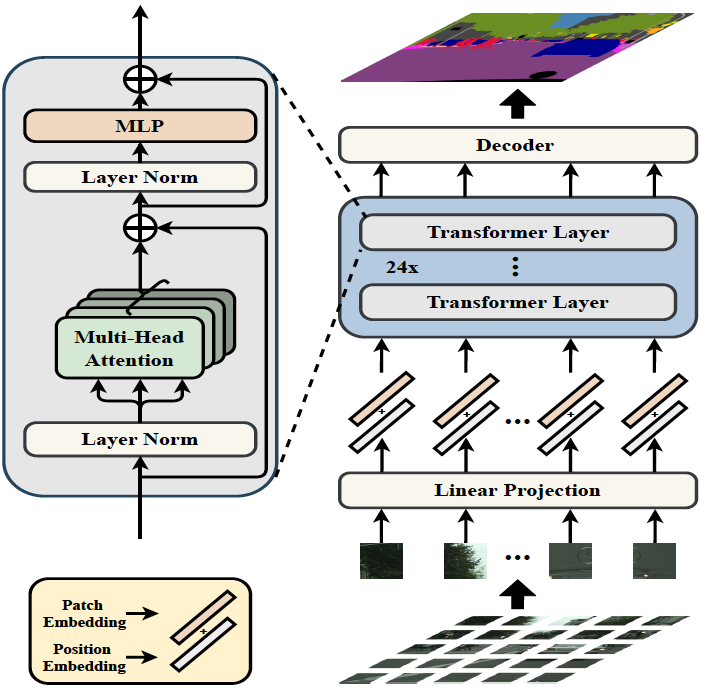 MLP
Layer Norm
Multi-Head
Attention
Layer Norm
Patch
Embedding
Position
Embedding
+
Decoder
Transformer Layer
24x
Transformer Layer
+
+
...
+
+
Linear Projection
...